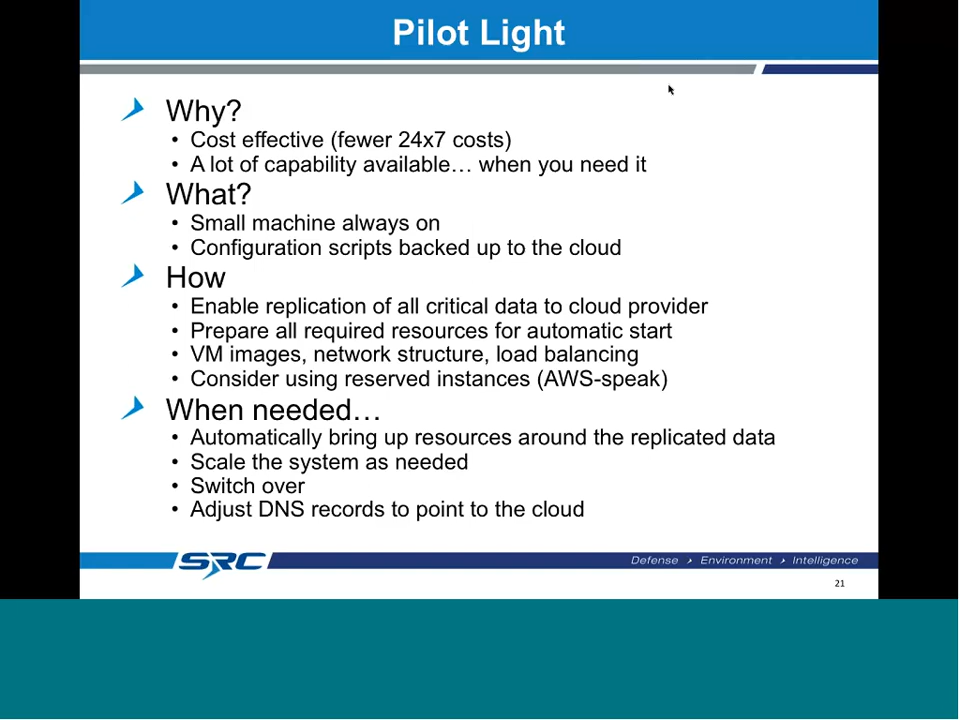 Pilot Light
Why?
• Cost effective (fewer 24x7 costs)
• A lot of capability available… when you need it
What?
• Small machine always on
• Configuration scripts backed up to the cloud
How
• Enable replication of all critical data to cloud provider
• Prepare all required resources for automatic start
• VM images, network structure, load balancing
• Consider using reserved instances (AWS-speak)
When needed…
• Automatically bring up resources around the replicated data
• Scale the system as needed
• Switch over
• Adjust DNS records to point to the cloud
SRC
Defense Environment Intelligence
21